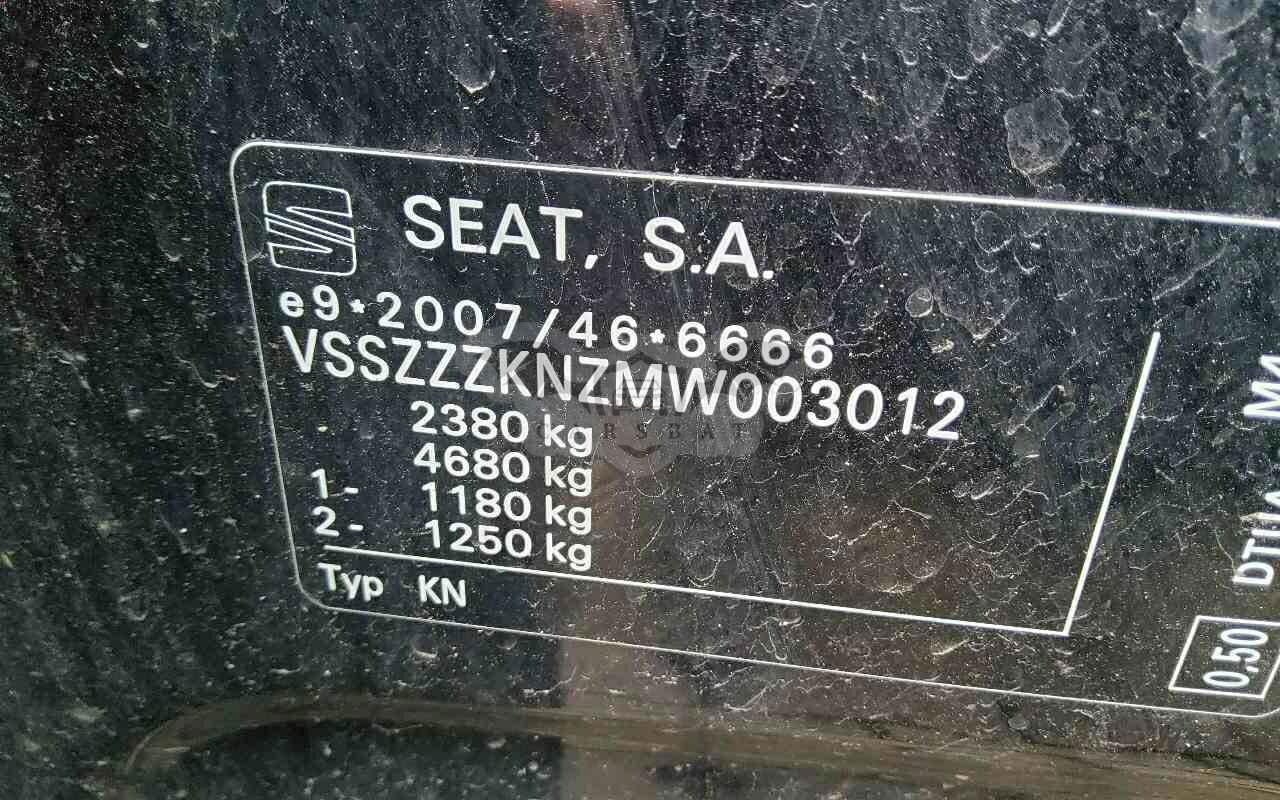 SEAT, S.A.
e9*2007/46*6666
VSSZZZKNZMW003012
2380 kg
4680 kg
1- 1180 kg
2- 1250 kg
Typ KN
0,50